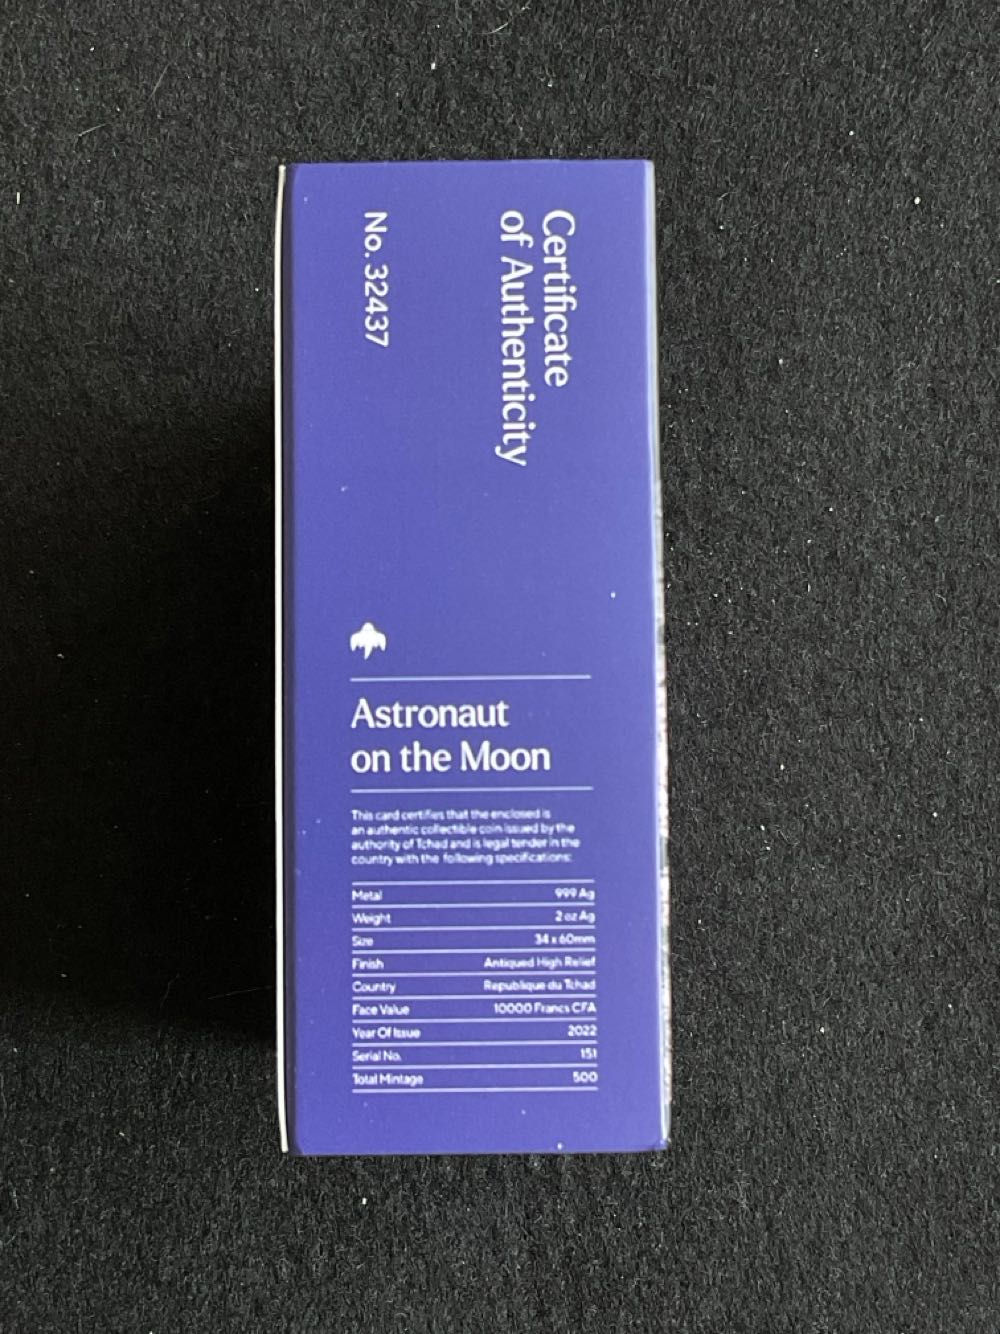 Certificate
of Authenticity
No. 32437
Astronaut
on the Moon
This card certifies that the enclosed is
an authentic collectible coin issued by the
authority of Tchad and is legal tender in the
country with the following specifications:
Metal 999 Ag
Weight 2 oz Ag
Size 34 x 60mm
Finish Antiqued High Relief
Country Republique du Tchad
Face Value 10000 Francs CFA
Year Of Issue 2022
Serial No. 151
Total Mintage 500